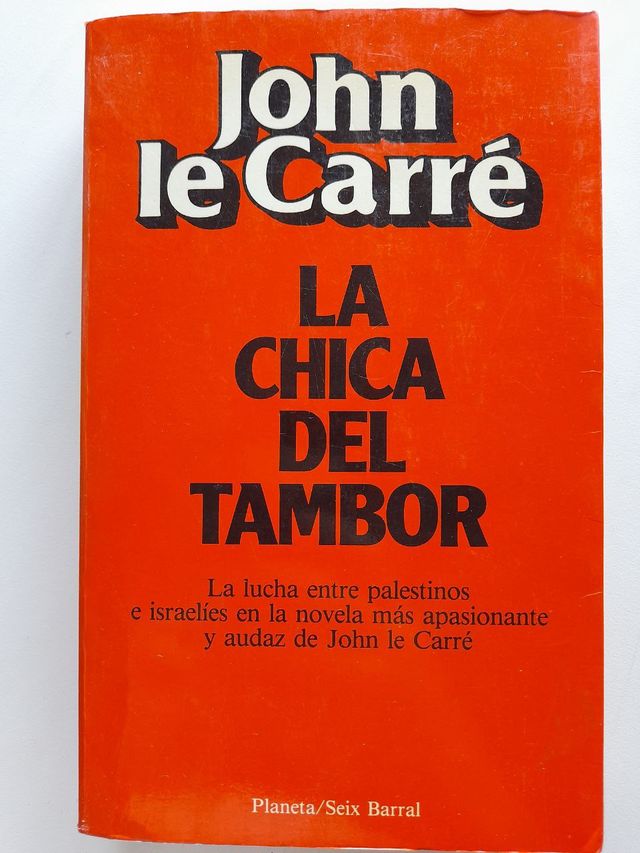 John
le Carré
LA
CHICA
DEL
TAMBOR
La lucha entre palestinos
e israelíes en la novela más apasionante
y audaz de John le Carré
Planeta/Seix Barral